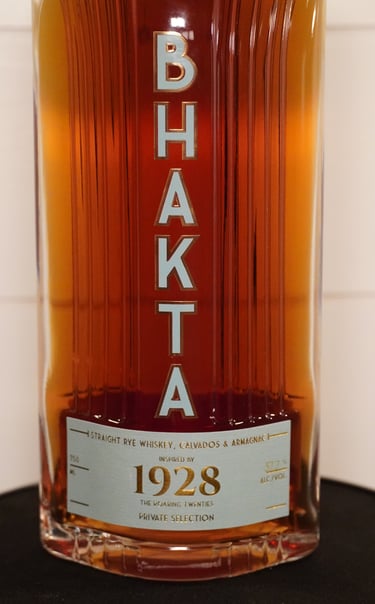 BHAKTA
STRAIGHT RYE WHISKEY, CALVADOS & ARMAGNAC
INSPIRED BY
1928
THE ROARING TWENTIES
PRIVATE SELECTION
750
ML
ALC./VOL.